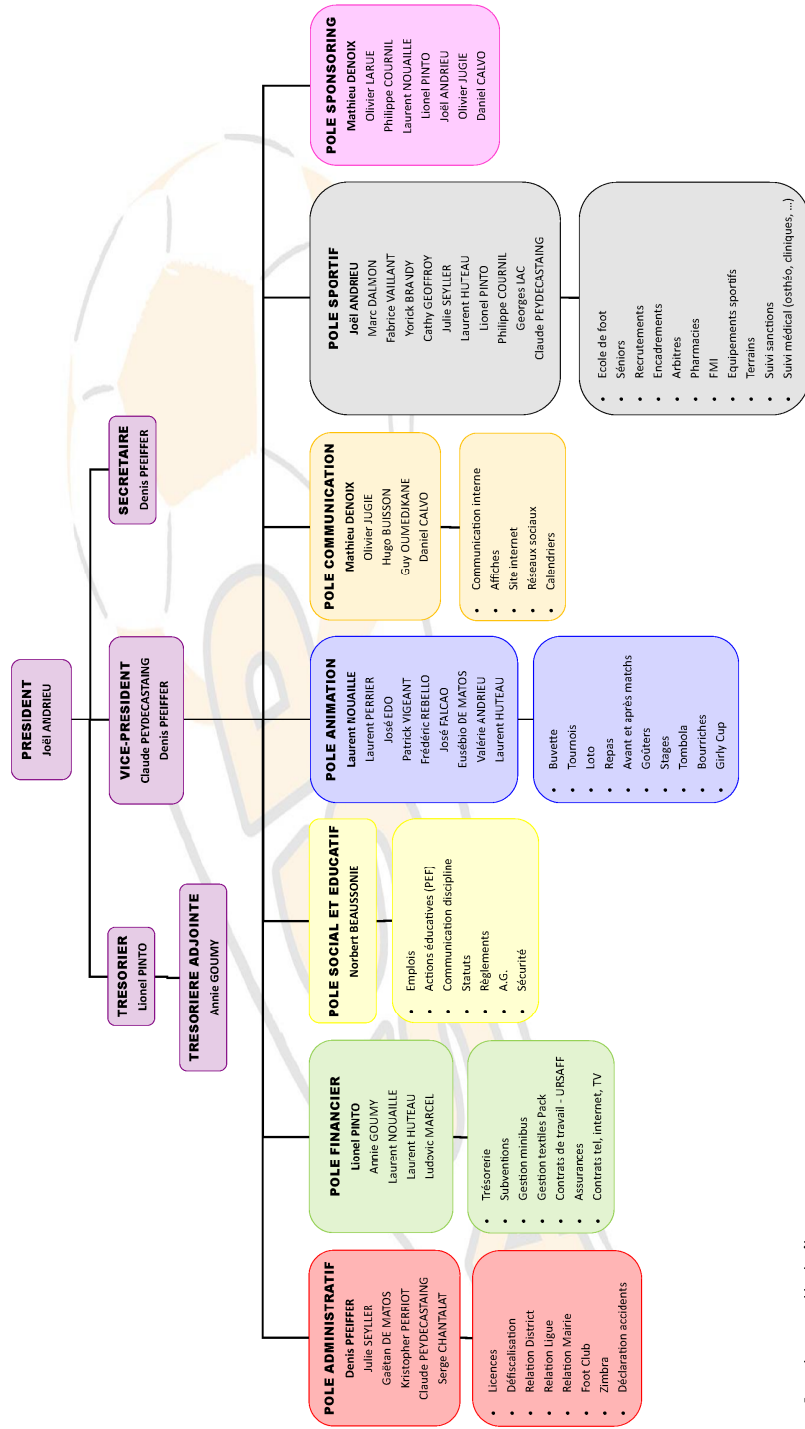 PRESIDENT
Joël ANDRIEU
TRESORIER
Lionel PINTO
VICE-PRESIDENT
Claude PEYDECASTAING
Denis PFEIFFER
SECRETAIRE
Denis PFEIFFER
TRESORIERE ADJOINTE
Annie GOUMY
POLE ADMINISTRATIF
Denis PFEIFFER
Julie SEYLLER
Gaëtan DE MATOS
Kristopher PERRIOT
Claude PEYDECASTAING
Serge CHANTALAT
• Licences
• Défiscalisation
• Relation District
• Relation Ligue
• Relation Mairie
• Foot Club
• Zimbra
• Déclaration accidents
POLE FINANCIER
Lionel PINTO
Annie GOUMY
Laurent NOUAILLE
Laurent HUTEAU
Ludovic MARCEL
• Trésorerie
• Subventions
• Gestion minibus
• Gestion textiles Pack
• Contrats de travail - URSAFF
• Assurances
• Contrats tel, internet, TV
POLE SOCIAL ET EDUCATIF
Norbert BEAUSSONIE
• Emplois
• Actions éducatives (PEF)
• Communication discipline
• Statuts
• Règlements
• A.G.
• Sécurité
POLE ANIMATION
Laurent NOUAILLE
Laurent PERRIER
José EDO
Patrick VIGEANT
Frédéric REBELLO
José FALCAO
Eusébio DE MATOS
Valérie ANDRIEU
Laurent HUTEAU
• Buvette
• Tournois
• Loto
• Repas
• Avant et après matchs
• Goûters
• Stages
• Tombola
• Bourriches
• Girly Cup
POLE COMMUNICATION
Mathieu DENOIX
Olivier JUGIE
Hugo BUISSON
Guy OUMEDJKANE
Daniel CALVO
• Communication interne
• Affiches
• Site internet
• Réseaux sociaux
• Calendriers
POLE SPORTIF
Joël ANDRIEU
Marc DALMON
Fabrice VAILLANT
Yorick BRANDY
Cathy GEOFFROY
Julie SEYLLER
Laurent HUTEAU
Lionel PINTO
Philippe COURNIL
Georges LAC
Claude PEYDECASTAING
• Ecole de foot
• Séniors
• Recrutements
• Encadrements
• Arbitres
• Pharmacies
• FMI
• Equipements sportifs
• Terrains
• Suivi sanctions
• Suivi médical (osthéo, cliniques, …)
POLE SPONSORING
Mathieu DENOIX
Olivier LARUE
Philippe COURNIL
Laurent NOUAILLE
Lionel PINTO
Joël ANDRIEU
Olivier JUGIE
Daniel CALVO